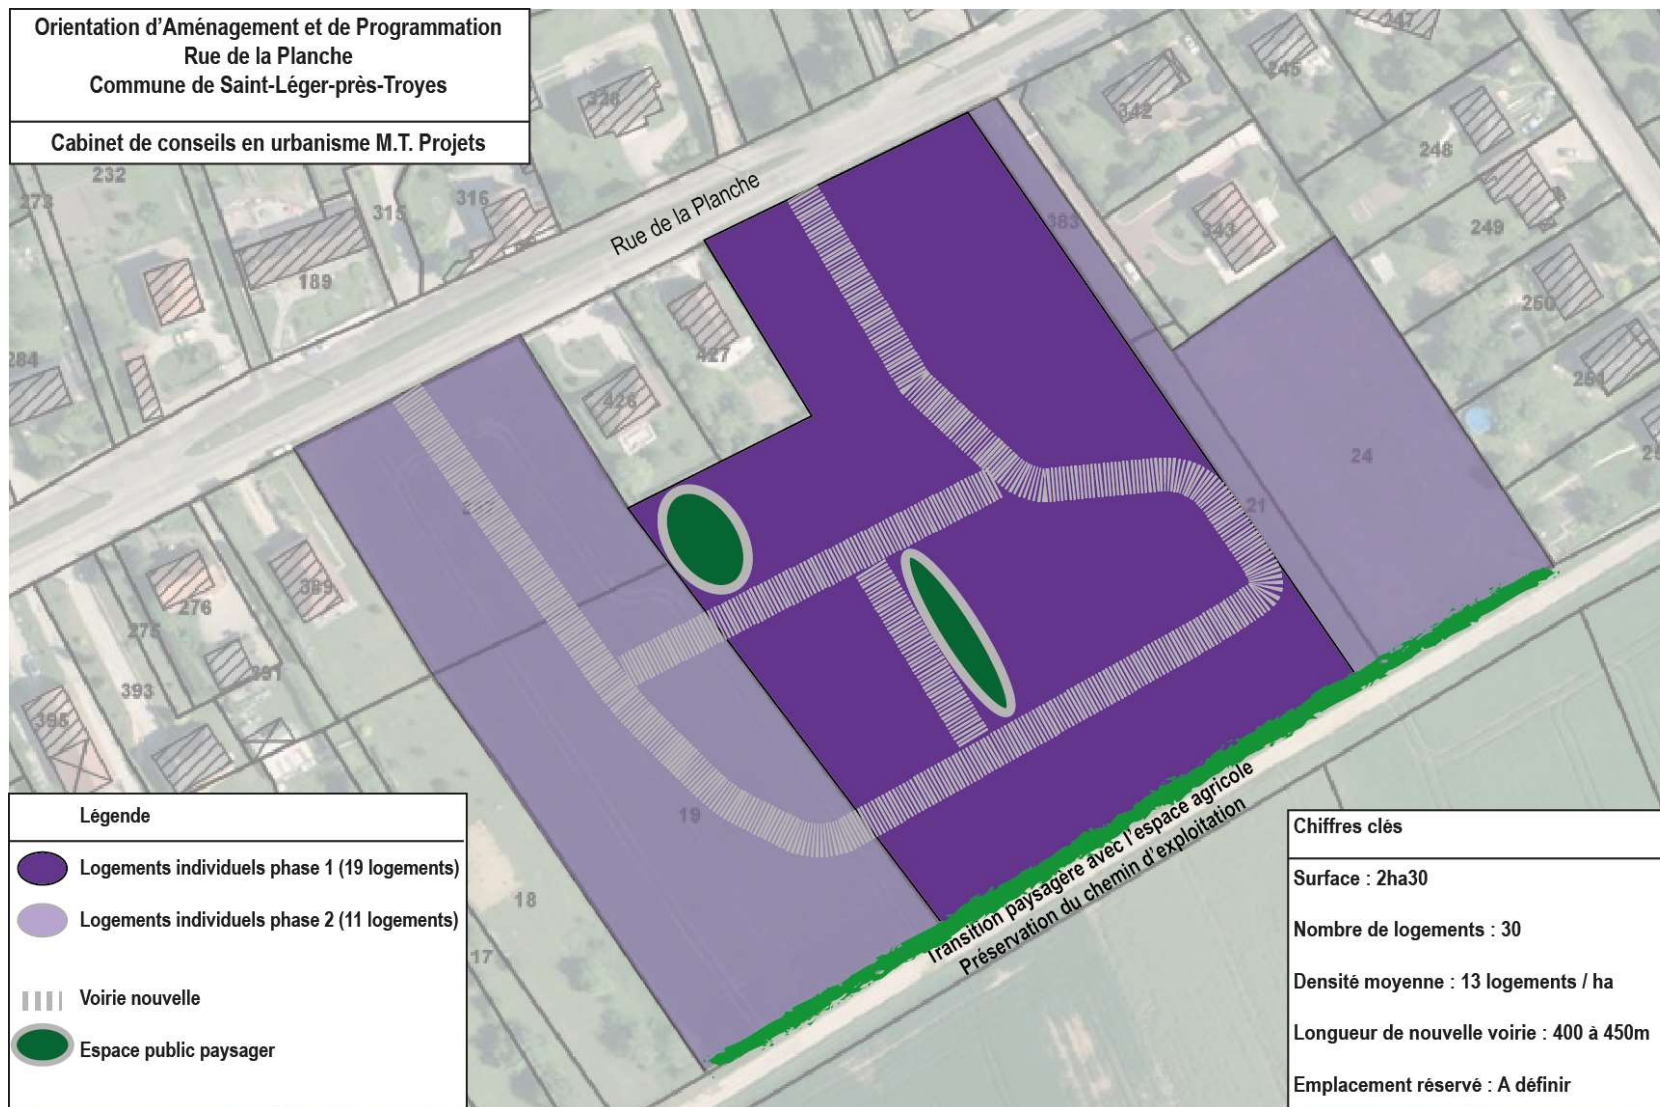 Orientation d'Aménagement et de Programmation
Rue de la Planche
Commune de Saint-Léger-près-Troyes
Cabinet de conseils en urbanisme M.T. Projets
Rue de la Planche
232
273
315
316
328
189
284
342
245
247
248
249
250
251
343
383
427
426
24
21
276
275
389
391
393
395
19
18
17
Transition paysagère avec l'espace agricole
Préservation du chemin d'exploitation
Légende
Logements individuels phase 1 (19 logements)
Logements individuels phase 2 (11 logements)
Voirie nouvelle
Espace public paysager
Chiffres clés
Surface : 2ha30
Nombre de logements : 30
Densité moyenne : 13 logements / ha
Longueur de nouvelle voirie : 400 à 450m
Emplacement réservé : A définir